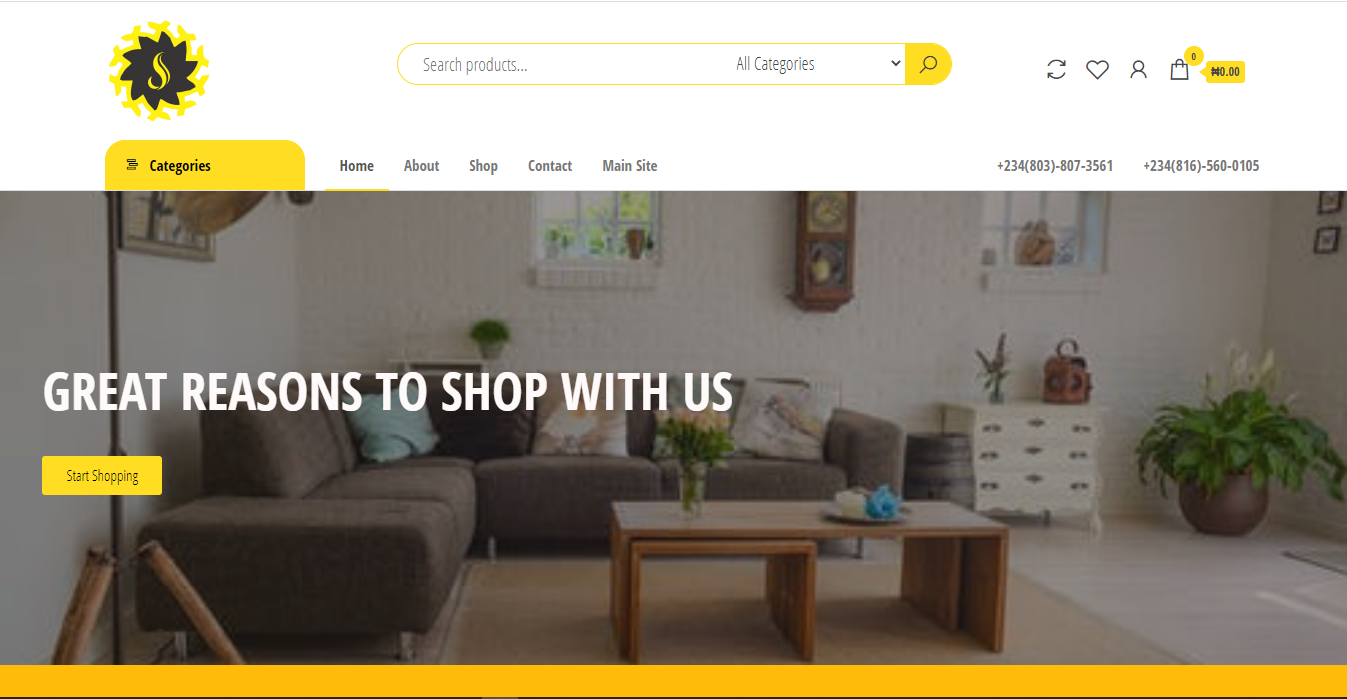 Search products...
All Categories
0
₦0.00
Categories
Home
About
Shop
Contact
Main Site
+234(803)-807-3561
+234(816)-560-0105
GREAT REASONS TO SHOP WITH US
Start Shopping